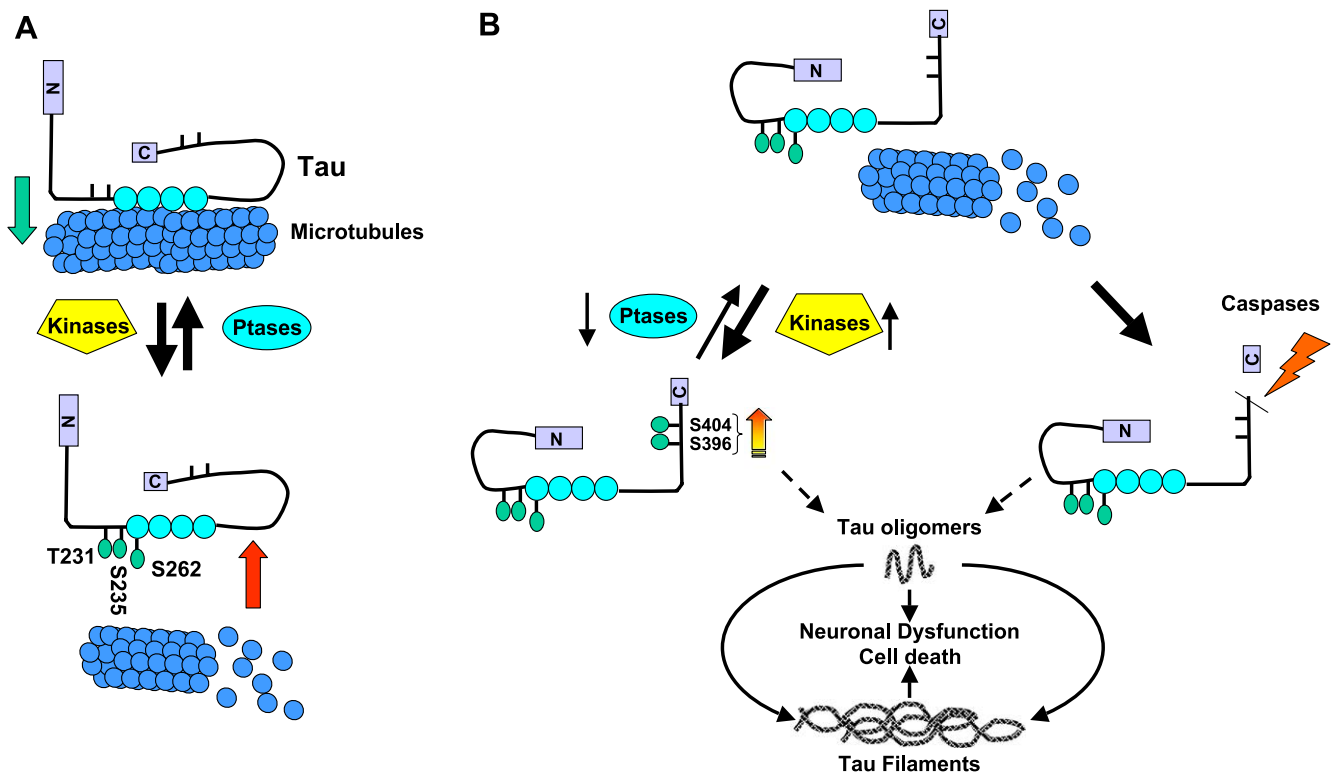 A
N
C
Tau
Microtubules
Kinases
Ptases
N
C
T231
S235
S262
B
C
N
Ptases
Kinases
Caspases
C
C
S404
S396
N
N
Tau oligomers
Neuronal Dysfunction
Cell death
Tau Filaments